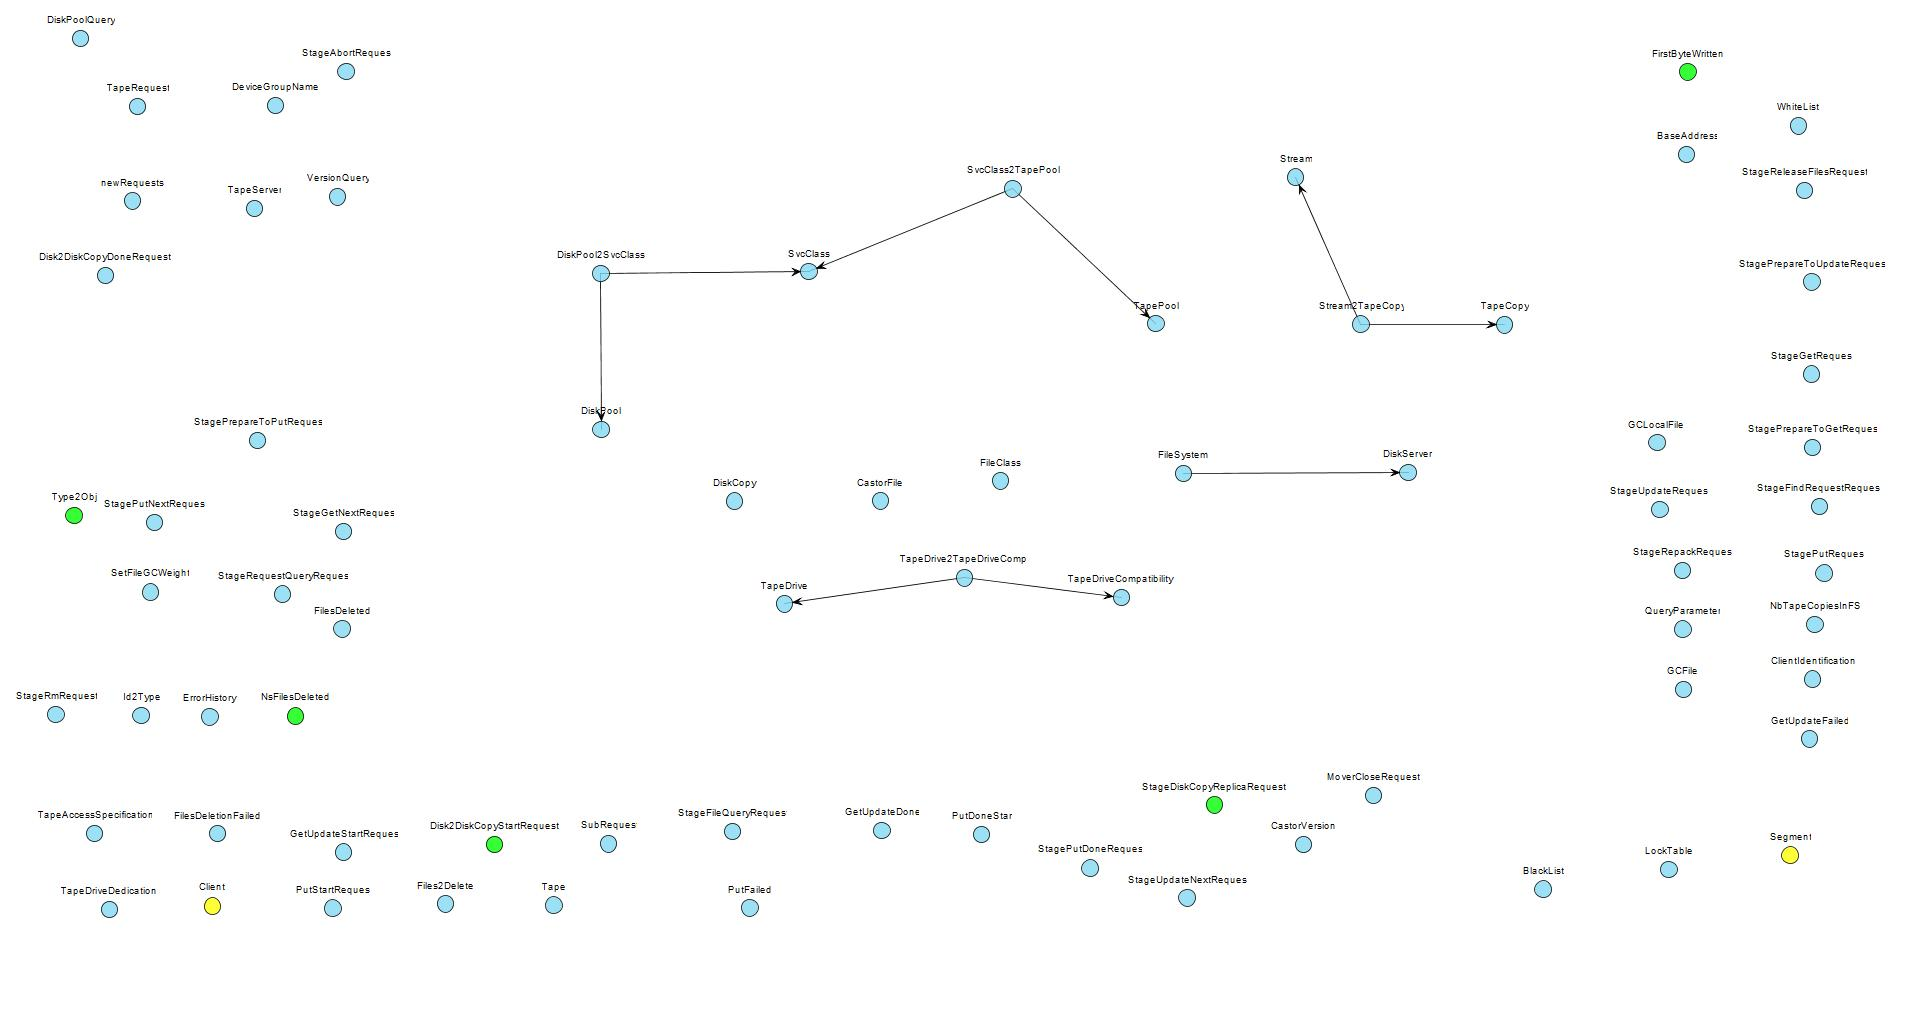 DiskPoolQuery
StageAbortReques
FirstByteWritten
TapeRequest
DeviceGroupName
WhiteList
BaseAddress
Stream
SvcClass2TapePool
StageReleaseFilesRequest
newRequests
TapeServer
VersionQuery
Disk2DiskCopyDoneRequest
DiskPool2SvcClass
SvcClass
StagePrepareToUpdateReques
TapePool
Stream2TapeCopy
TapeCopy
StageGetReques
DiskPool
StagePrepareToPutReques
GCLocalFile
StagePrepareToGetReques
FileClass
FileSystem
DiskServer
DiskCopy
CastorFile
StageUpdateReques
StageFindRequestReques
Type2Obj
StagePutNextReques
StageGetNextReques
StageRepackReques
StagePutReques
TapeDrive2TapeDriveComp
SetFileGCWeight
StageRequestQueryReques
TapeDrive
TapeDriveCompatibility
FilesDeleted
QueryParameter
NbTapeCopiesInFS
GCFile
ClientIdentification
StageRmRequest
Id2Type
ErrorHistory
NsFilesDeleted
GetUpdateFailed
MoverCloseRequest
StageDiskCopyReplicaRequest
TapeAccessSpecification
FilesDeletionFailed
GetUpdateStartReques
Disk2DiskCopyStartRequest
SubReques
StageFileQueryReques
GetUpdateDone
PutDoneStar
CastorVersion
Segment
StagePutDoneReques
LockTable
BlackList
StageUpdateNextReques
TapeDriveDedication
Client
PutStartReques
Files2Delete
Tape
PutFailed